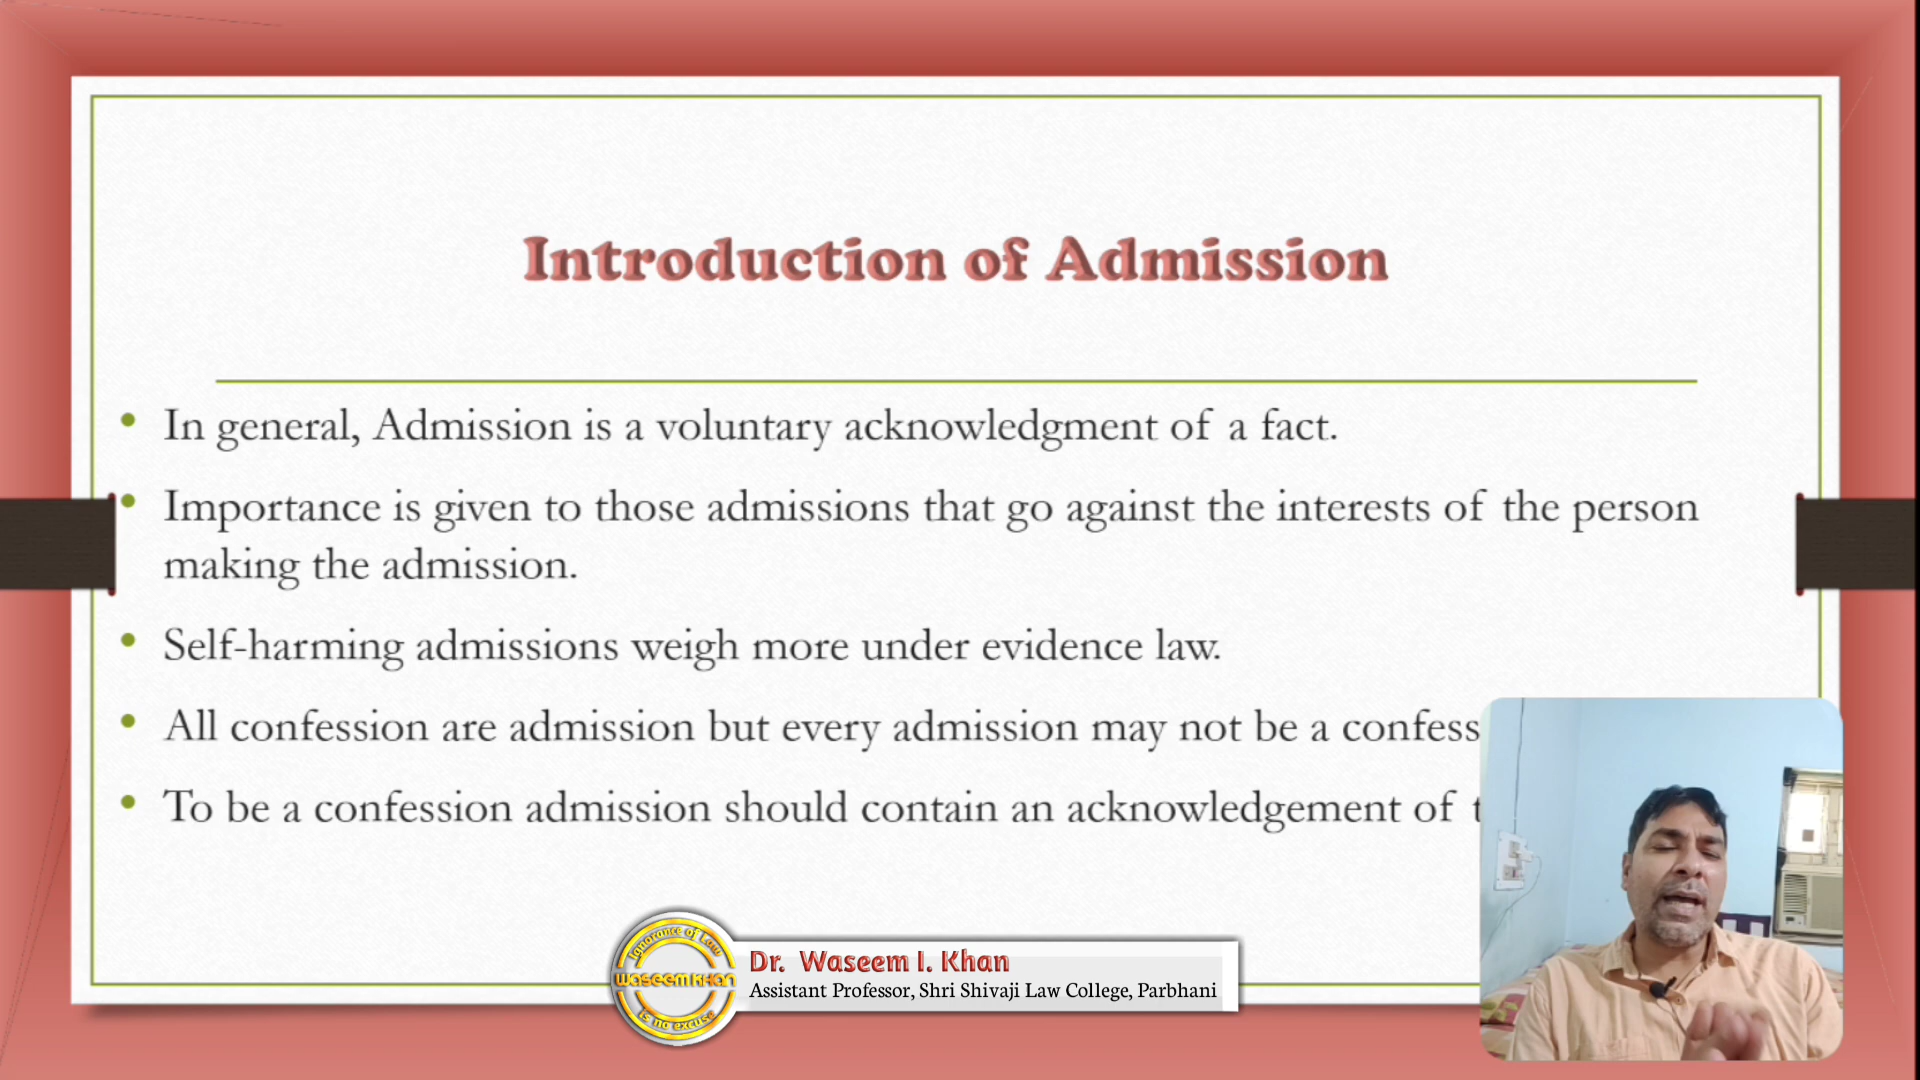 Introduction of Admission
In general, Admission is a voluntary acknowledgment of a fact.
Importance is given to those admissions that go against the interests of the person
making the admission.
Self-harming admissions weigh more under evidence law.
All confession are admission but every admission may not be a
To be a confession admission should contain an acknowledgement of
Ignorance of Law
WASEEM KHAN
is no excuse
Dr. Waseem I. Khan
Assistant Professor, Shri Shivaji Law College, Parbhani